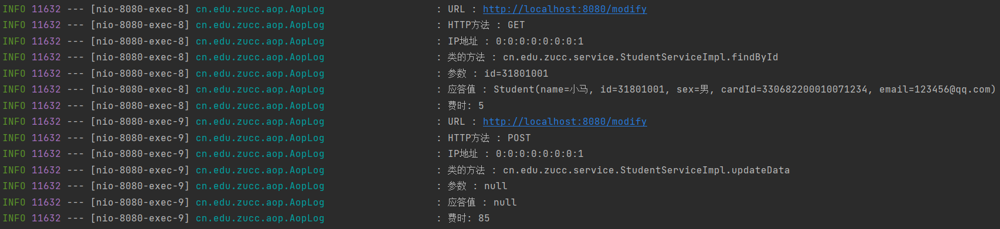 INFO 11632 --- [nio-8080-exec-8] cn.edu.zucc.aop.AopLog : URL : http://localhost:8080/modify
INFO 11632 --- [nio-8080-exec-8] cn.edu.zucc.aop.AopLog : HTTP方法 : GET
INFO 11632 --- [nio-8080-exec-8] cn.edu.zucc.aop.AopLog : IP地址 : 0:0:0:0:0:0:0:1
INFO 11632 --- [nio-8080-exec-8] cn.edu.zucc.aop.AopLog : 类的方法 : cn.edu.zucc.service.StudentServiceImpl.findById
INFO 11632 --- [nio-8080-exec-8] cn.edu.zucc.aop.AopLog : 参数 : id=31801001
INFO 11632 --- [nio-8080-exec-8] cn.edu.zucc.aop.AopLog : 应答值 : Student(name=小马, id=31801001, sex=男, cardId=330682200010071234, email=123456@qq.com)
INFO 11632 --- [nio-8080-exec-8] cn.edu.zucc.aop.AopLog : 费时: 5
INFO 11632 --- [nio-8080-exec-9] cn.edu.zucc.aop.AopLog : URL : http://localhost:8080/modify
INFO 11632 --- [nio-8080-exec-9] cn.edu.zucc.aop.AopLog : HTTP方法 : POST
INFO 11632 --- [nio-8080-exec-9] cn.edu.zucc.aop.AopLog : IP地址 : 0:0:0:0:0:0:0:1
INFO 11632 --- [nio-8080-exec-9] cn.edu.zucc.aop.AopLog : 类的方法 : cn.edu.zucc.service.StudentServiceImpl.updateData
INFO 11632 --- [nio-8080-exec-9] cn.edu.zucc.aop.AopLog : 参数 : null
INFO 11632 --- [nio-8080-exec-9] cn.edu.zucc.aop.AopLog : 应答值 : null
INFO 11632 --- [nio-8080-exec-9] cn.edu.zucc.aop.AopLog : 费时: 85